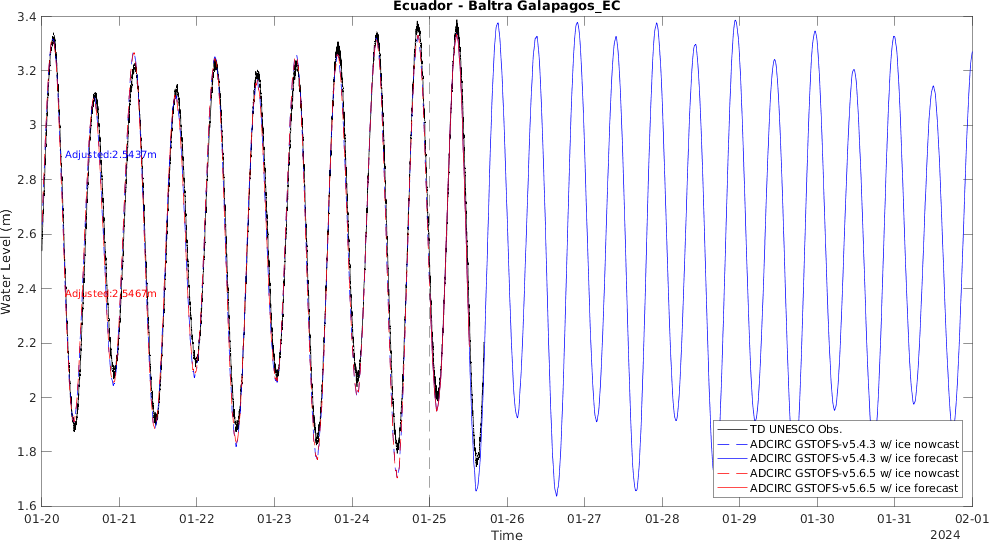 Ecuador - Baltra Galapagos_EC
3.4
3.2
3
2.8
2.6
2.4
2.2
2
1.8
1.6
Water Level (m)
Adjusted:2.5437m
Adjusted:2.5467m
TD UNESCO Obs.
ADCIRC GSTOFS-v5.4.3 w/ ice nowcast
ADCIRC GSTOFS-v5.4.3 w/ ice forecast
ADCIRC GSTOFS-v5.6.5 w/ ice nowcast
ADCIRC GSTOFS-v5.6.5 w/ ice forecast
01-20 01-21 01-22 01-23 01-24 01-25 01-26 01-27 01-28 01-29 01-30 01-31 02-01
Time
2024